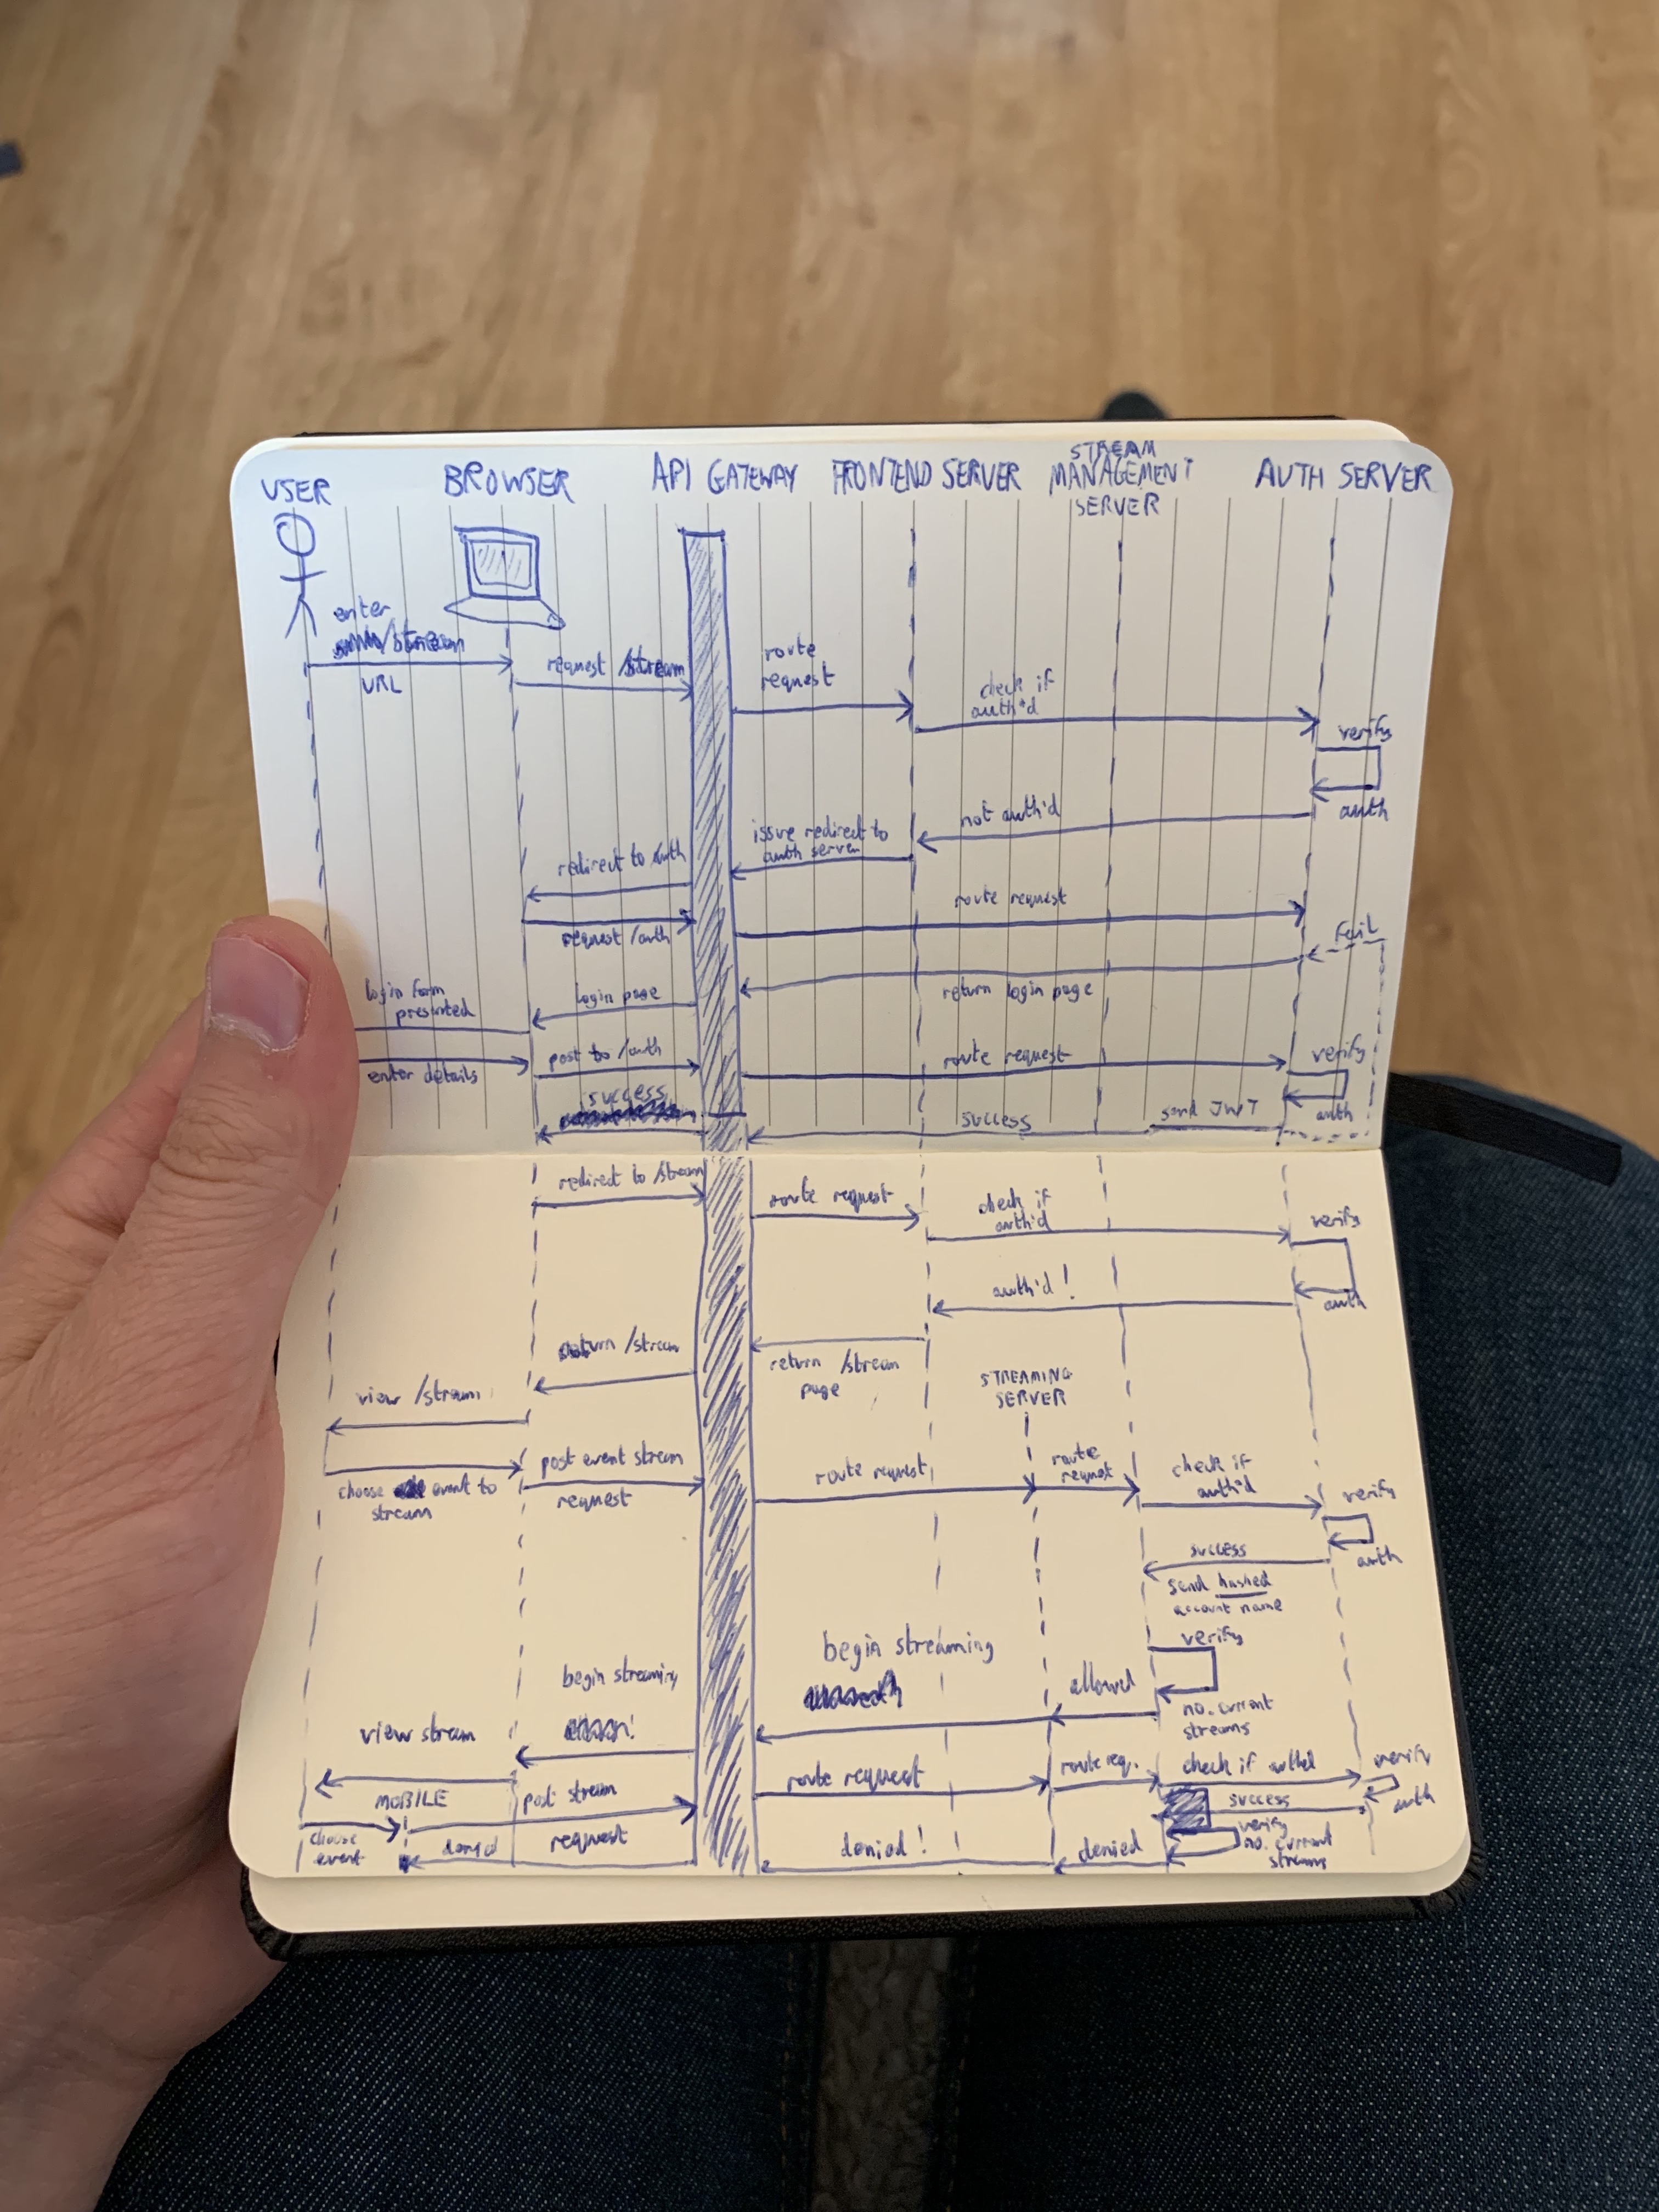 USER
BROWSER
API GATEWAY
FRONTEND SERVER
STREAM
MANAGEMENT
SERVER
AUTH SERVER
enter
/stream
URL
request /stream
route
request
check if
auth'd
verify
auth
not auth'd
issue redirect to
auth server
redirect to auth
request /auth
route request
fail
return login page
login page
login form
presented
enter details
post to /auth
route request
verify
auth
send JWT
success
success
redirect to /stream
route request
check if
auth'd
verify
auth
auth'd!
return /stream
page
return /stream
view /stream
STREAMING
SERVER
choose event to
stream
post event stream
request
route request
route
request
check if
auth'd
verify
auth
success
send hashed
account name
verify
no. current
streams
allowed
begin streaming
begin streaming
view stream
MOBILE
choose
event
post stream
request
route request
route req.
check if auth'd
verify
auth
success
verify
no. current
streams
denied
denied!
denied